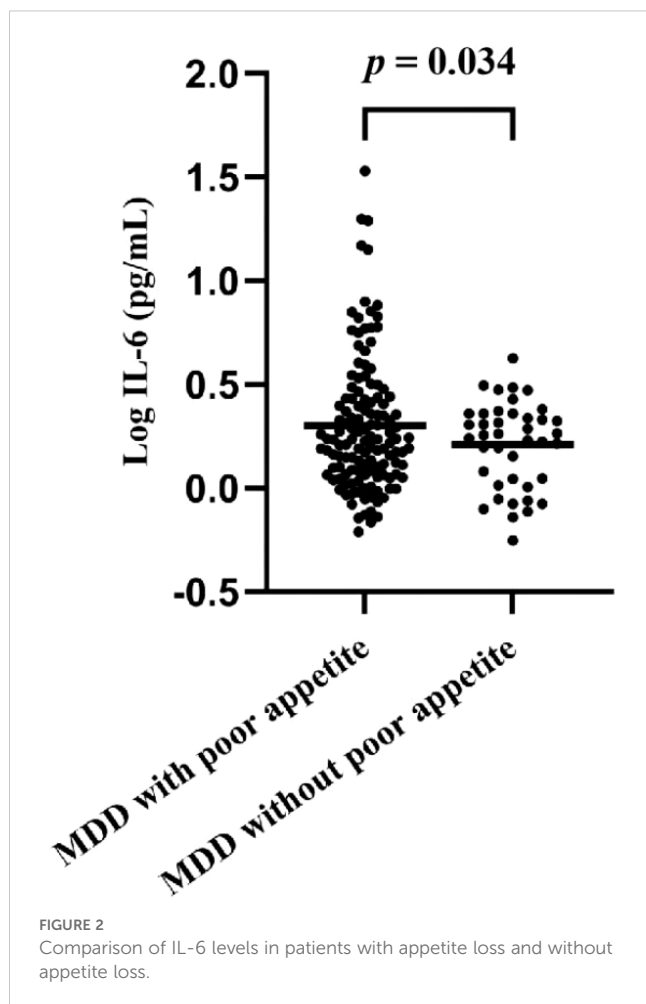 p = 0.034
2.0
1.5
1.0
0.5
0.0
-0.5
Log IL-6 (pg/mL)
MDD with poor appetite
MDD without poor appetite
FIGURE 2
Comparison of IL-6 levels in patients with appetite loss and without
appetite loss.